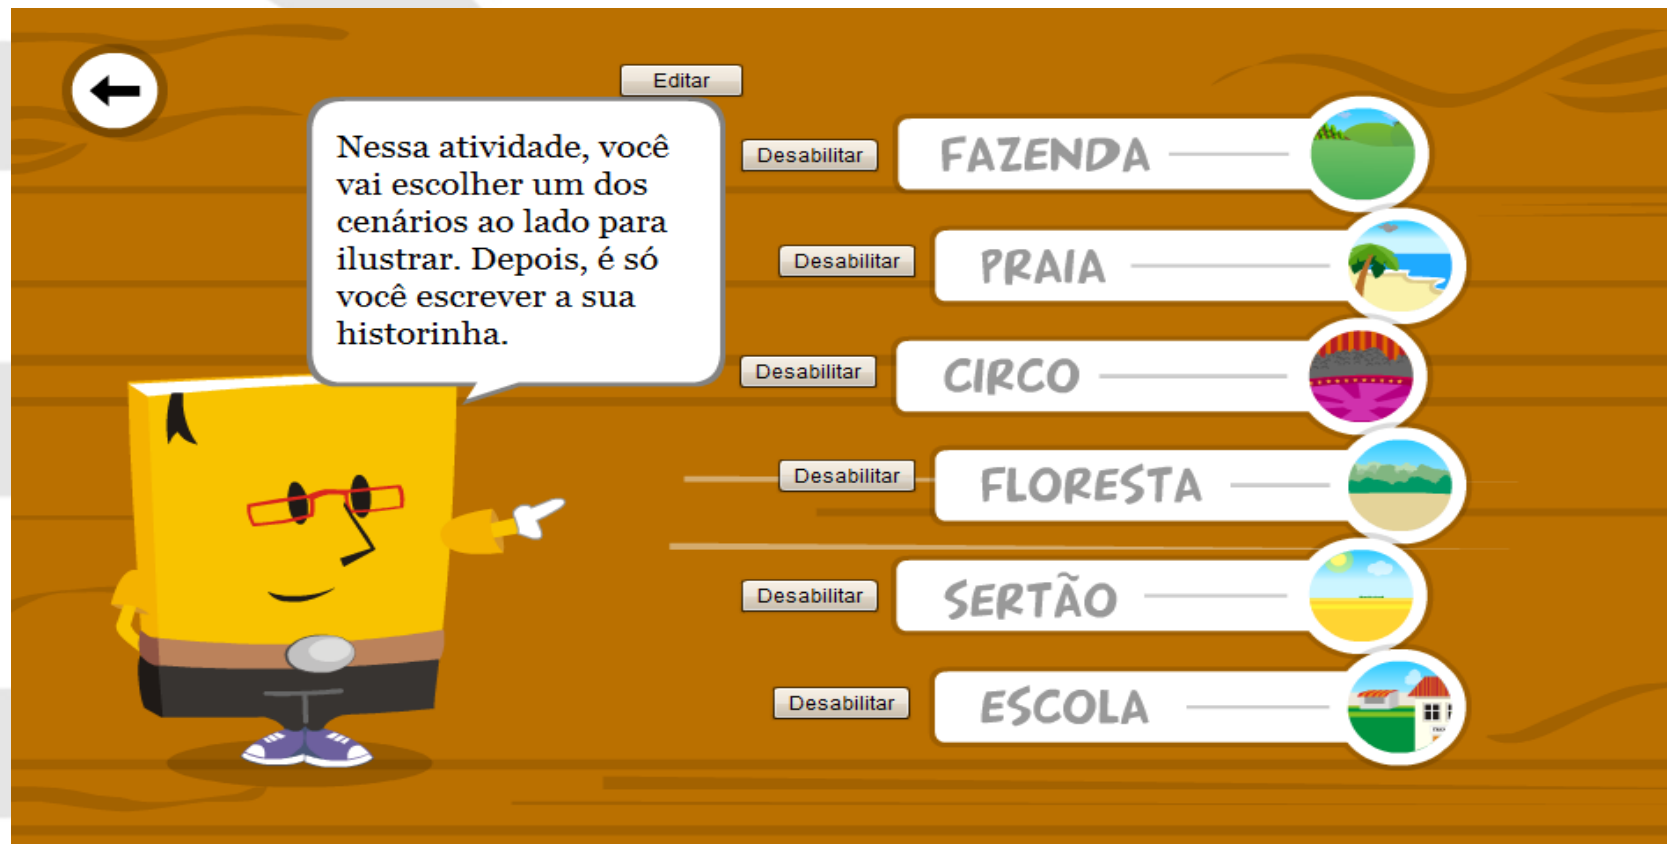 Editar
Nessa atividade, você
vai escolher um dos
cenários ao lado para
ilustrar. Depois, é só
você escrever a sua
historinha.
Desabilitar
FAZENDA
Desabilitar
PRAIA
Desabilitar
CIRCO
Desabilitar
FLORESTA
Desabilitar
SERTÃO
Desabilitar
ESCOLA